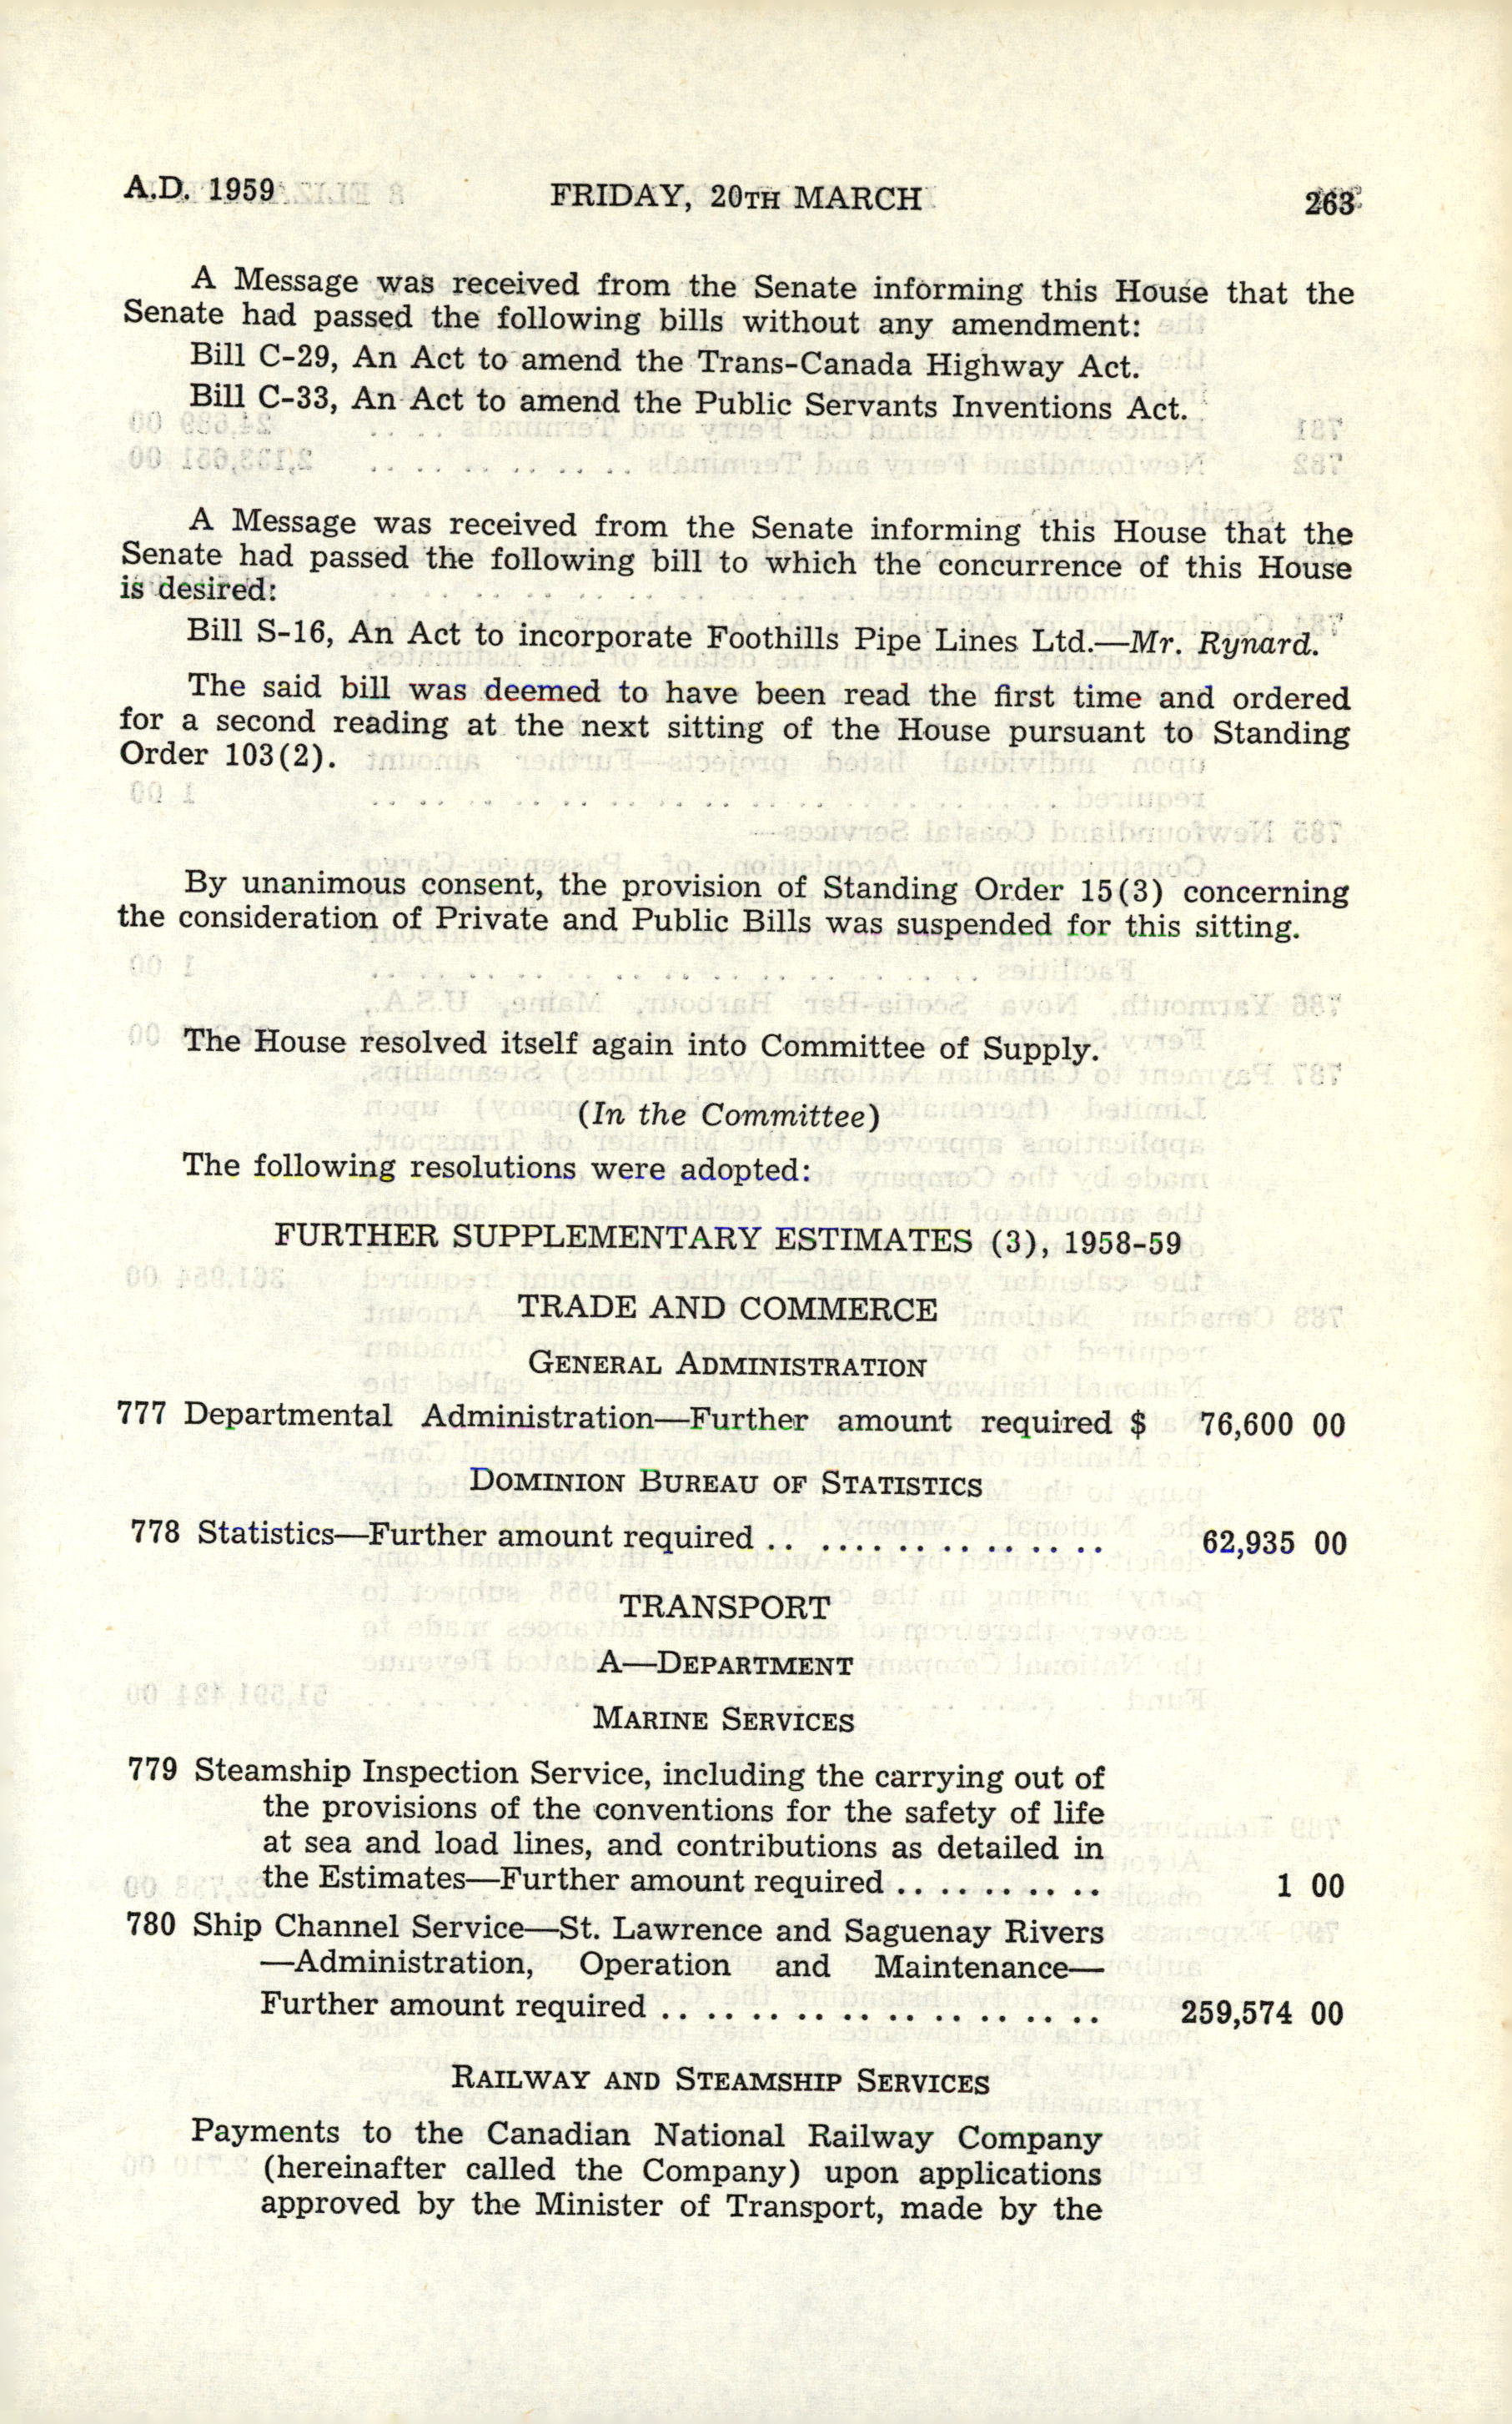 A.D. 1959 FRIDAY, 20TH MARCH 263
A Message was received from the Senate informing this House that the
Senate had passed the following bills without any amendment:
Bill C-29, An Act to amend the Trans-Canada Highway Act.
Bill C-33, An Act to amend the Public Servants Inventions Act.
A Message was received from the Senate informing this House that the
Senate had passed the following bill to which the concurrence of this House
is desired:
Bill S-16, An Act to incorporate Foothills Pipe Lines Ltd.—Mr. Rynard.
The said bill was deemed to have been read the first time and ordered
for a second reading at the next sitting of the House pursuant to Standing
Order 103(2).
By unanimous consent, the provision of Standing Order 15(3) concerning
the consideration of Private and Public Bills was suspended for this sitting.
The House resolved itself again into Committee of Supply.
(In the Committee)
The following resolutions were adopted:
FURTHER SUPPLEMENTARY ESTIMATES (3), 1958-59
TRADE AND COMMERCE
GENERAL ADMINISTRATION
777 Departmental Administration—Further amount required $ 76,600 00
DOMINION BUREAU OF STATISTICS
778 Statistics—Further amount required .. .... .. .. .. .. .. 62,935 00
TRANSPORT
A—DEPARTMENT
MARINE SERVICES
779 Steamship Inspection Service, including the carrying out of
the provisions of the conventions for the safety of life
at sea and load lines, and contributions as detailed in
the Estimates—Further amount required .. .. .. .. .. 1 00
780 Ship Channel Service—St. Lawrence and Saguenay Rivers
—Administration, Operation and Maintenance—
Further amount required .. .. .. .. .. .. .. .. .. .. 259,574 00
RAILWAY AND STEAMSHIP SERVICES
Payments to the Canadian National Railway Company
(hereinafter called the Company) upon applications
approved by the Minister of Transport, made by the